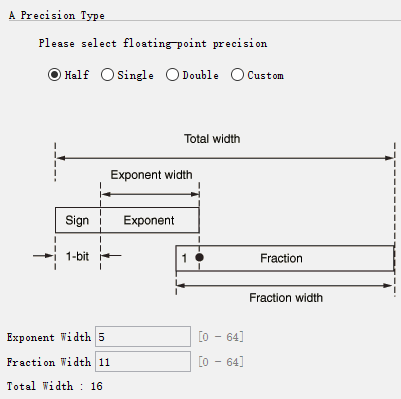 A Precision Type
Please select floating-point precision
Half Single Double Custom
Total width
Exponent width
Sign Exponent
1-bit
1 Fraction
Fraction width
Exponent Width 5 [0 - 64]
Fraction Width 11 [0 - 64]
Total Width : 16